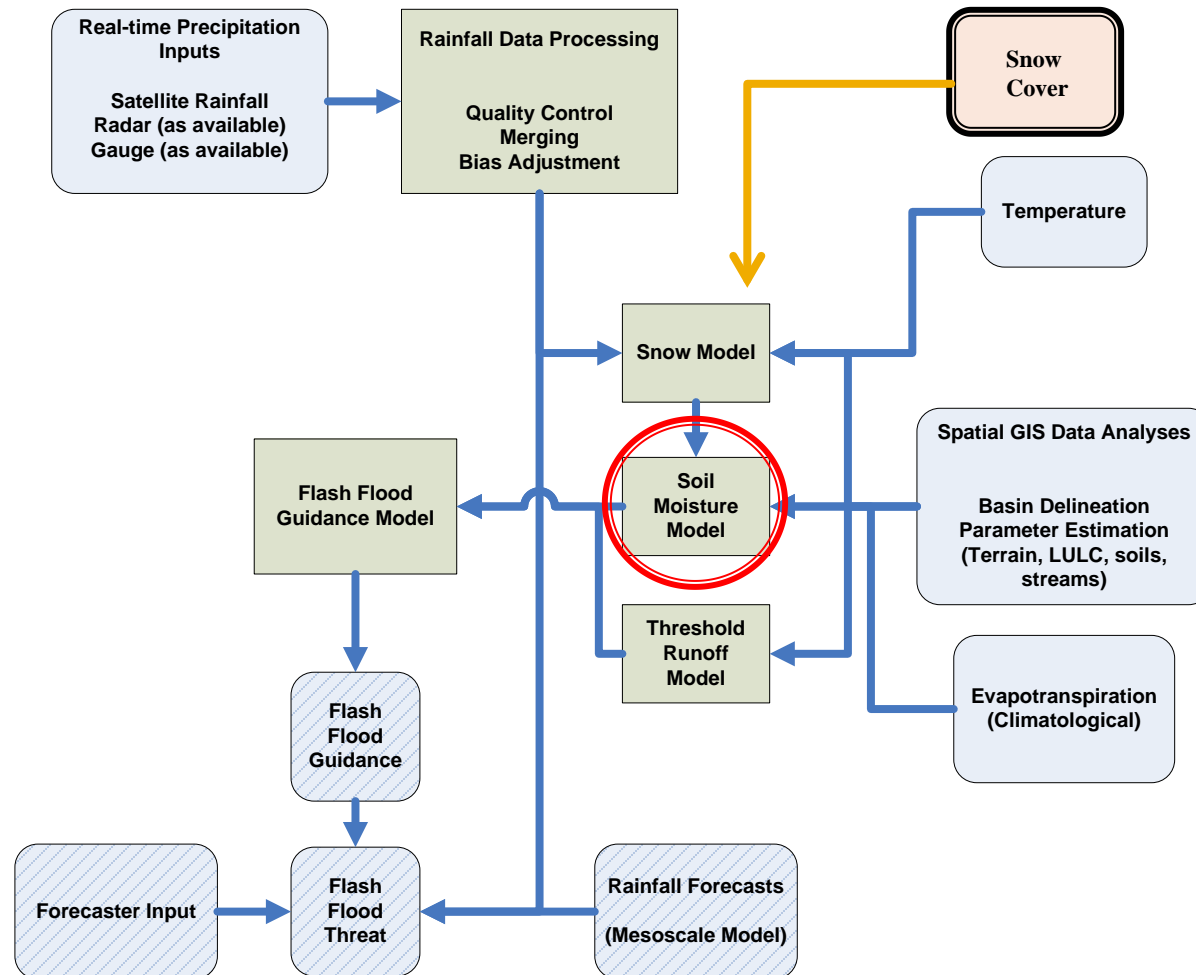 Real-time Precipitation
Inputs
Satellite Rainfall
Radar (as available)
Gauge (as available)
Rainfall Data Processing
Quality Control
Merging
Bias Adjustment
Snow
Cover
Temperature
Snow Model
Spatial GIS Data Analyses
Basin Delineation
Parameter Estimation
(Terrain, LULC, soils,
streams)
Flash Flood
Guidance Model
Soil
Moisture
Model
Threshold
Runoff
Model
Evapotranspiration
(Climatological)
Flash
Flood
Guidance
Forecaster Input
Flash
Flood
Threat
Rainfall Forecasts
(Mesoscale Model)